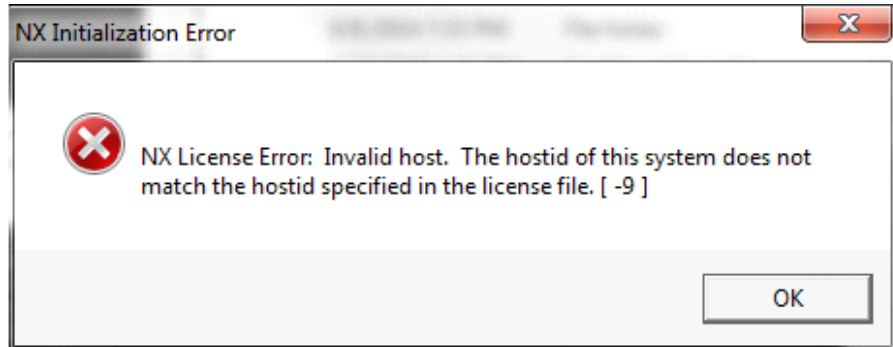 NX Initialization Error
NX License Error:  Invalid host.  The hostid of this system does not
match the hostid specified in the license file. [ -9 ]
OK